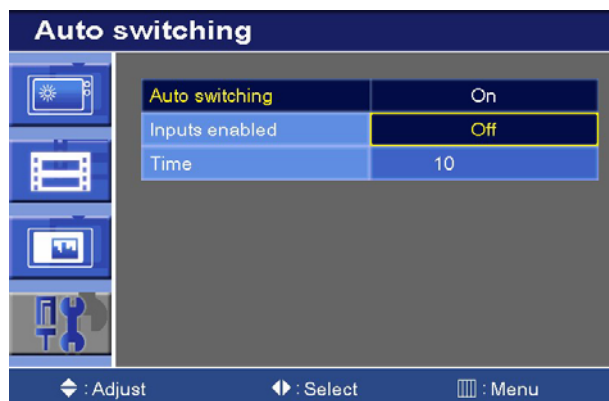 Auto switching
Auto switching On
Inputs enabled Off
Time 10
: Adjust : Select : Menu